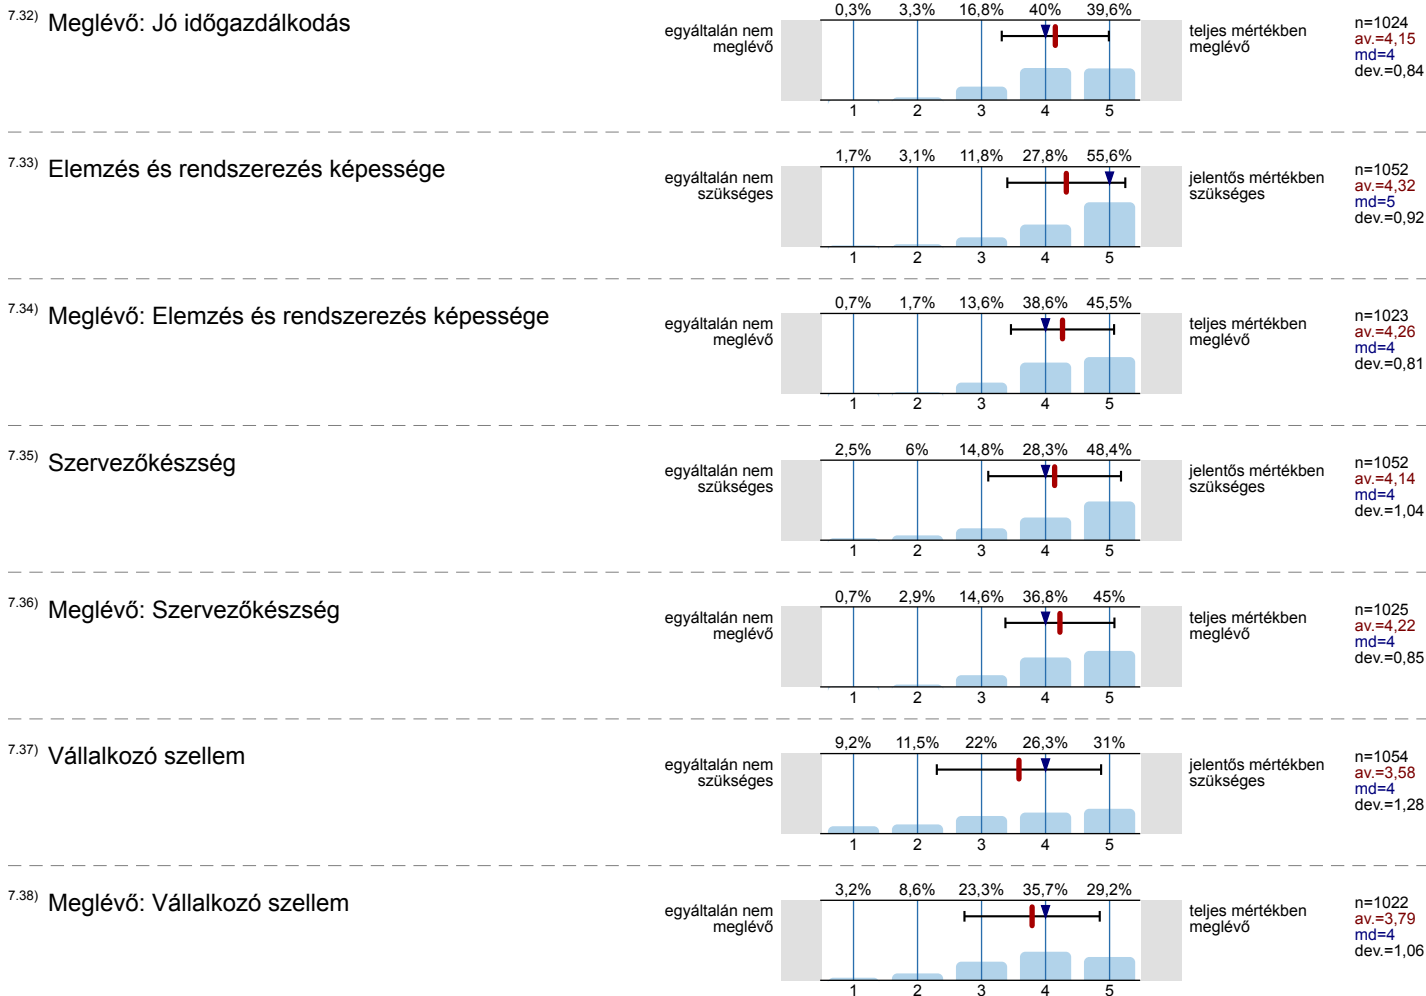 7.32) Meglévő: Jó időgazdálkodás
egyáltalán nem
meglévő
0,3% 3,3% 16,8% 40% 39,6%
1 2 3 4 5
teljes mértékben
meglévő
n=1024
av.=4,15
md=4
dev.=0,84
7.33) Elemzés és rendszerezés képessége
egyáltalán nem
szükséges
1,7% 3,1% 11,8% 27,8% 55,6%
1 2 3 4 5
jelentős mértékben
szükséges
n=1052
av.=4,32
md=5
dev.=0,92
7.34) Meglévő: Elemzés és rendszerezés képessége
egyáltalán nem
meglévő
0,7% 1,7% 13,6% 38,6% 45,5%
1 2 3 4 5
teljes mértékben
meglévő
n=1023
av.=4,26
md=4
dev.=0,81
7.35) Szervezőkészség
egyáltalán nem
szükséges
2,5% 6% 14,8% 28,3% 48,4%
1 2 3 4 5
jelentős mértékben
szükséges
n=1052
av.=4,14
md=4
dev.=1,04
7.36) Meglévő: Szervezőkészség
egyáltalán nem
meglévő
0,7% 2,9% 14,6% 36,8% 45%
1 2 3 4 5
teljes mértékben
meglévő
n=1025
av.=4,22
md=4
dev.=0,85
7.37) Vállalkozó szellem
egyáltalán nem
szükséges
9,2% 11,5% 22% 26,3% 31%
1 2 3 4 5
jelentős mértékben
szükséges
n=1054
av.=3,58
md=4
dev.=1,28
7.38) Meglévő: Vállalkozó szellem
egyáltalán nem
meglévő
3,2% 8,6% 23,3% 35,7% 29,2%
1 2 3 4 5
teljes mértékben
meglévő
n=1022
av.=3,79
md=4
dev.=1,06